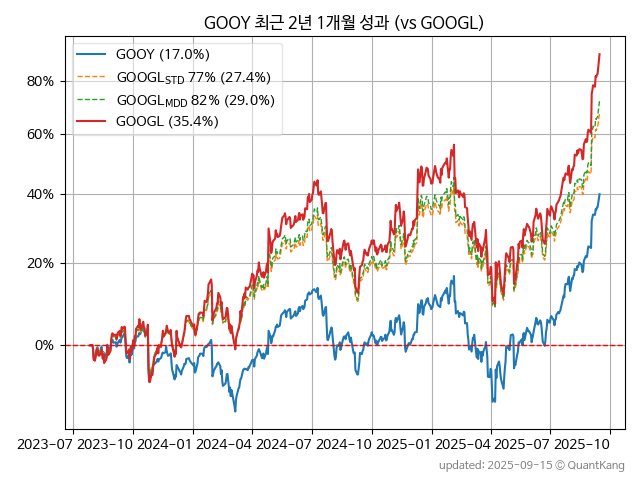 GOOY 최근 2년 1개월 성과 (vs GOOGL)
GOOY (17.0%)
GOOGL_STD 77% (27.4%)
GOOGL_MDD 82% (29.0%)
GOOGL (35.4%)
80%
60%
40%
20%
0%
2023-07 2023-10 2024-01 2024-04 2024-07 2024-10 2025-01 2025-04 2025-07 2025-10
updated: 2025-09-15 © QuantKang